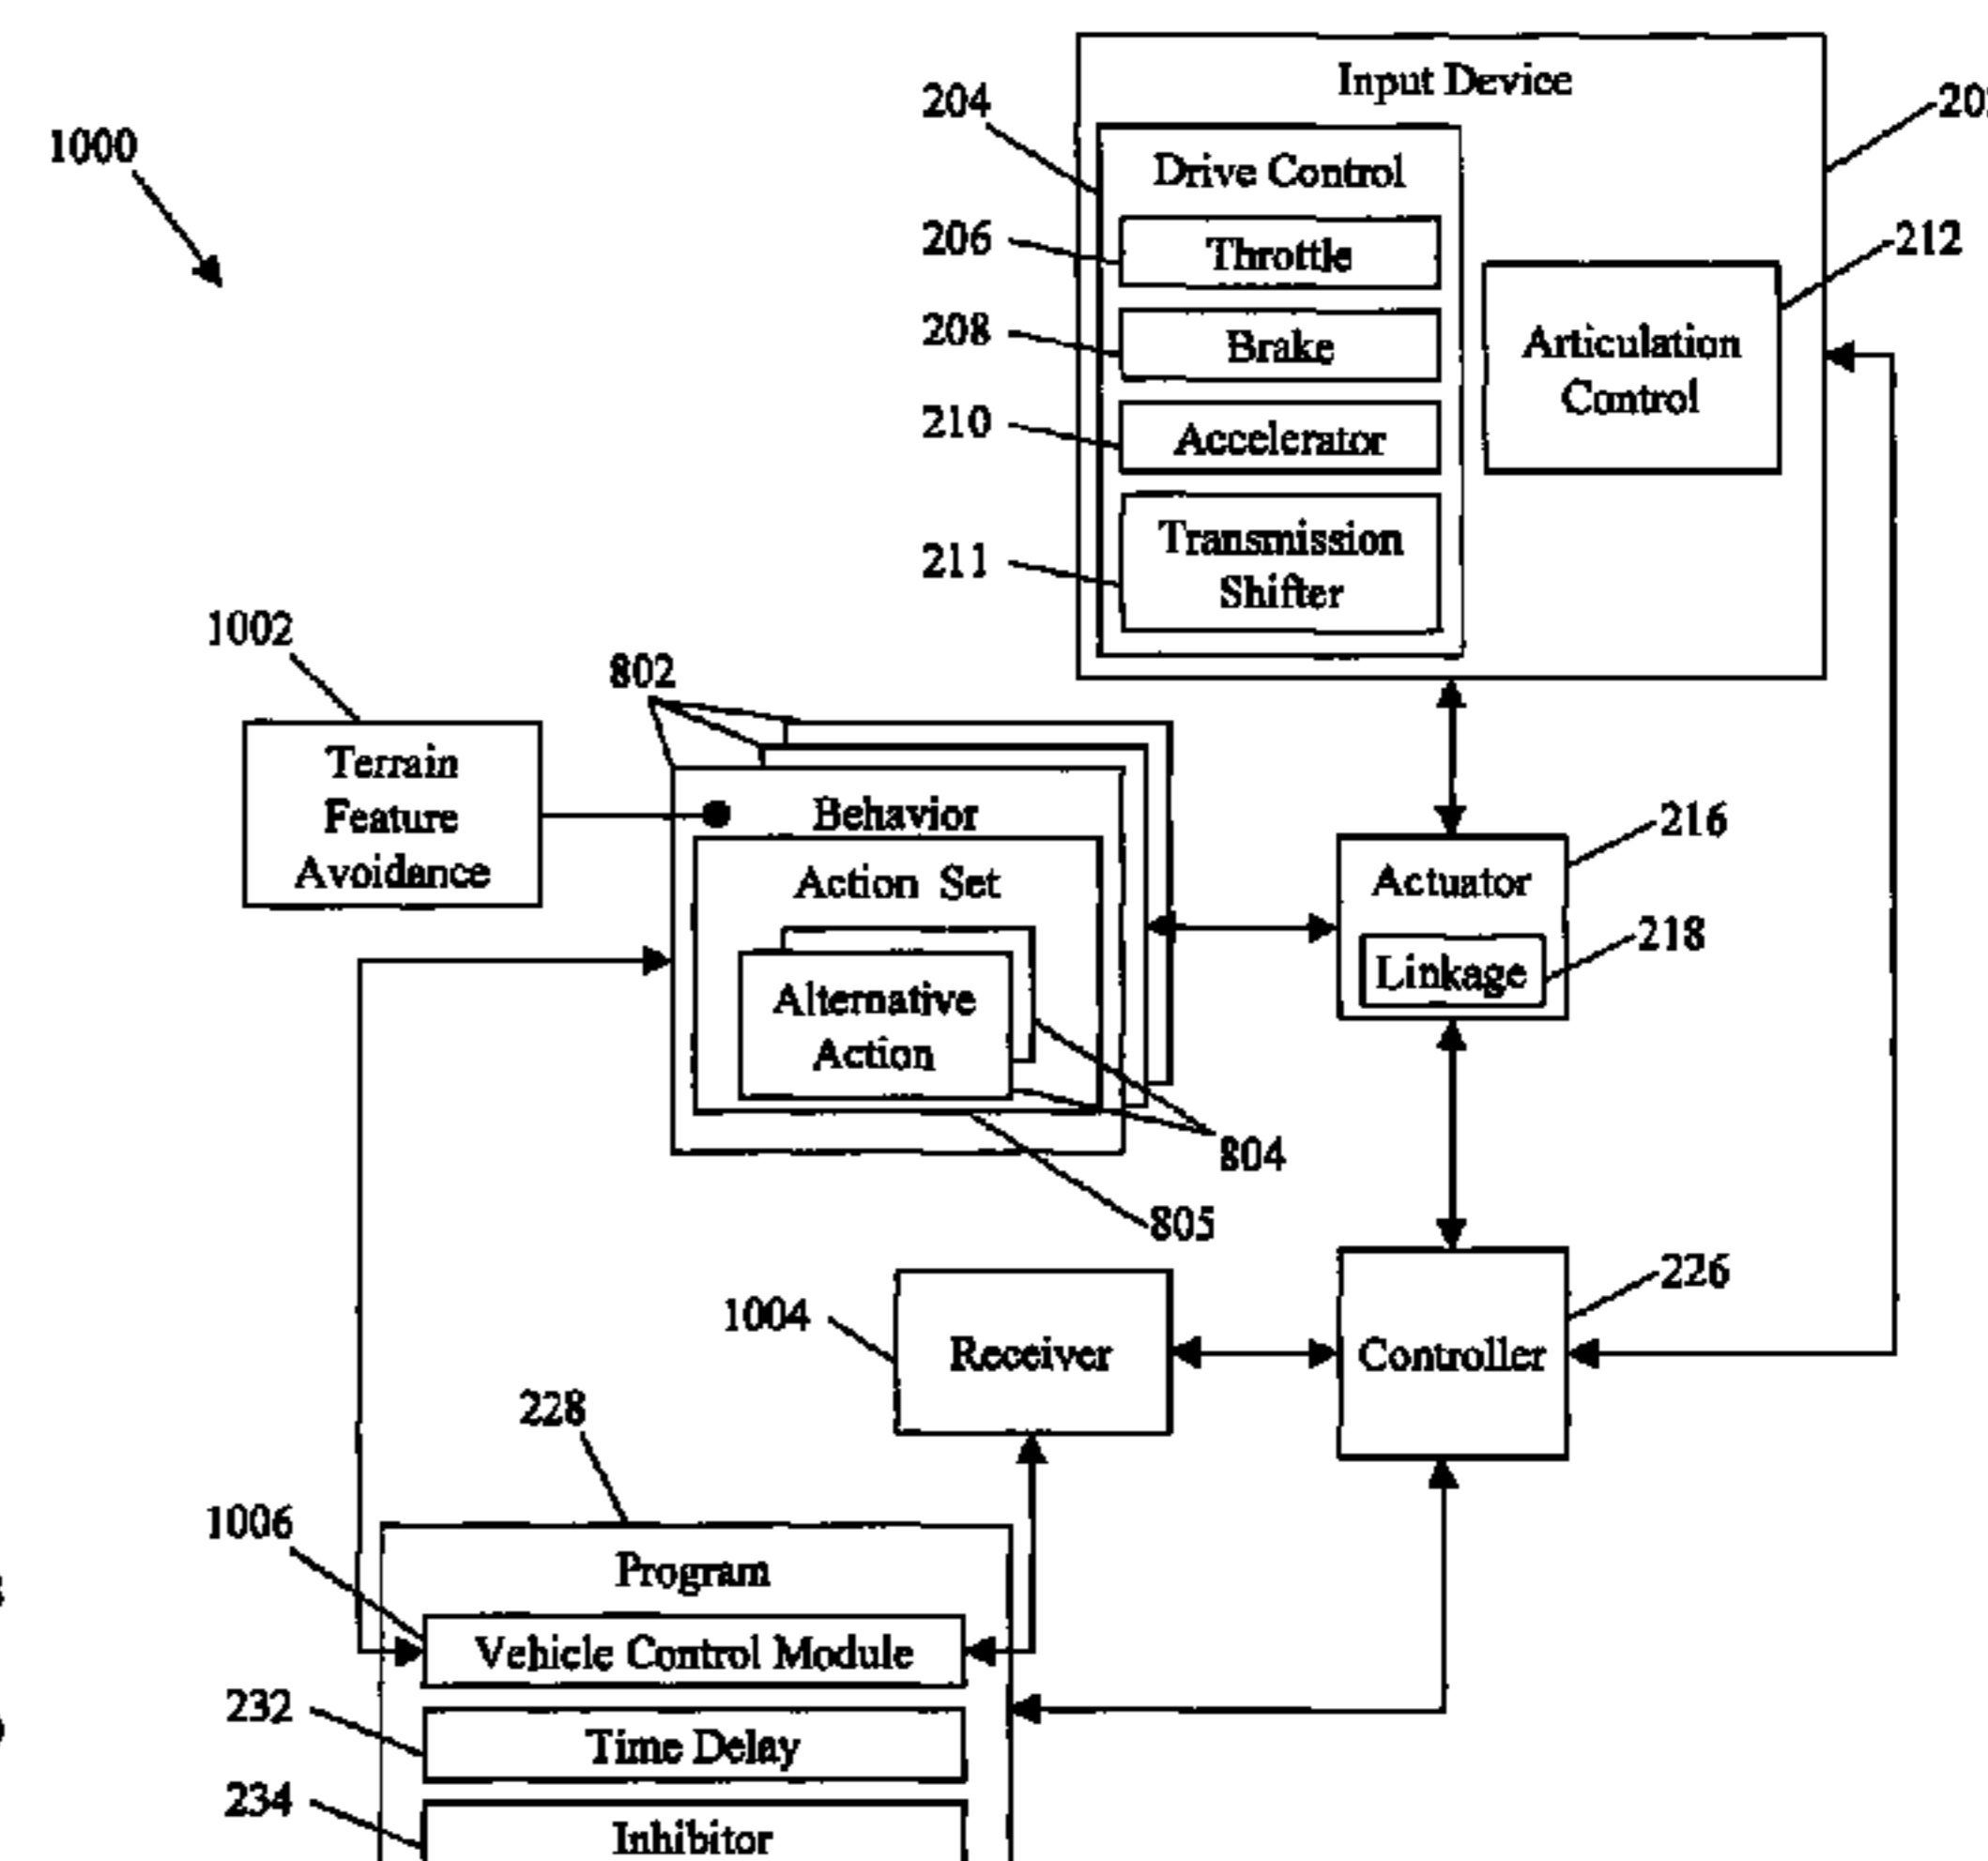 Input Device
204
1000
Drive Control
206
Throttle
212
208
Brake
Articulation
Control
210
Accelerator
211
Transmission
Shifter
1002
802
Terrain
Feature
Avoidance
Behavior
216
Actuator
Action Set
218
Linkage
Alternative
Action
804
805
226
1004
Receiver
Controller
228
1006
Program
Vehicle Control Module
232
Time Delay
234
Inhibitor